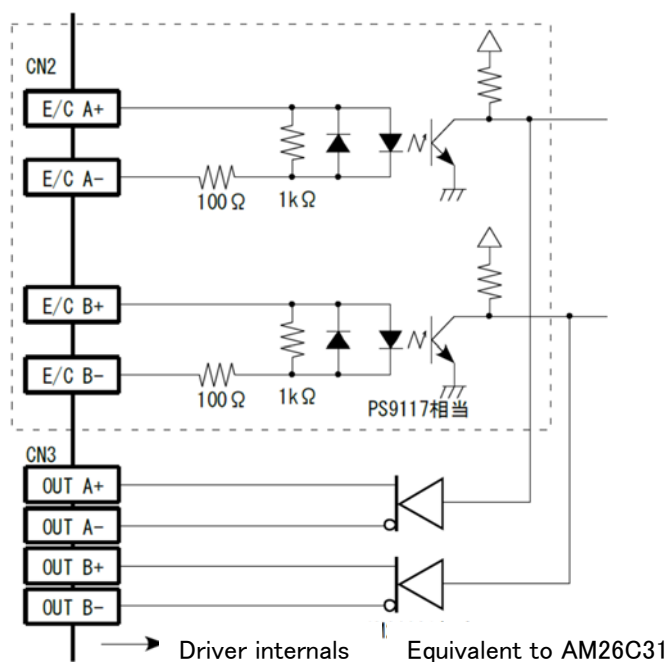 CN2
E/C A+
E/C A-
100Ω
1kΩ
E/C B+
E/C B-
100Ω
1kΩ
PS9117相当
CN3
OUT A+
OUT A-
OUT B+
OUT B-
Driver internals
Equivalent to AM26C31